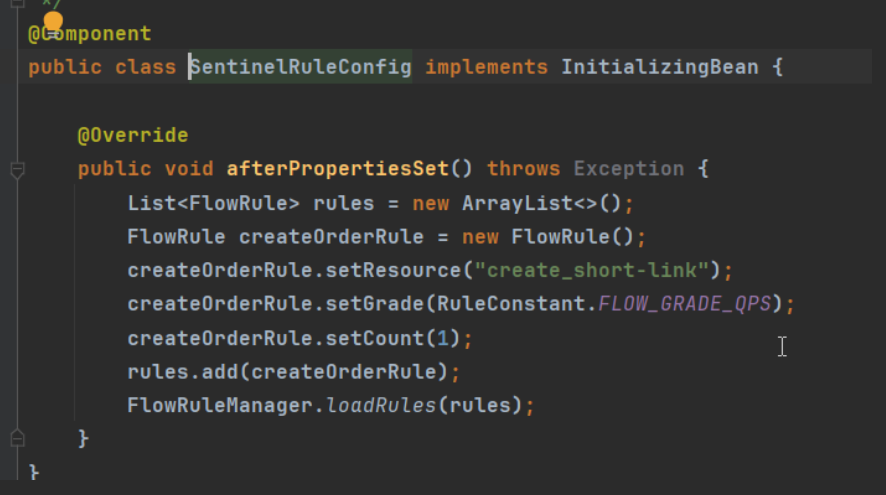 */
@Component
public class SentinelRuleConfig implements InitializingBean {
@Override
public void afterPropertiesSet() throws Exception {
List<FlowRule> rules = new ArrayList<>();
FlowRule createOrderRule = new FlowRule();
createOrderRule.setResource("create_short-link");
createOrderRule.setGrade(RuleConstant.FLOW_GRADE_QPS);
createOrderRule.setCount(1);
rules.add(createOrderRule);
FlowRuleManager.loadRules(rules);
}
}